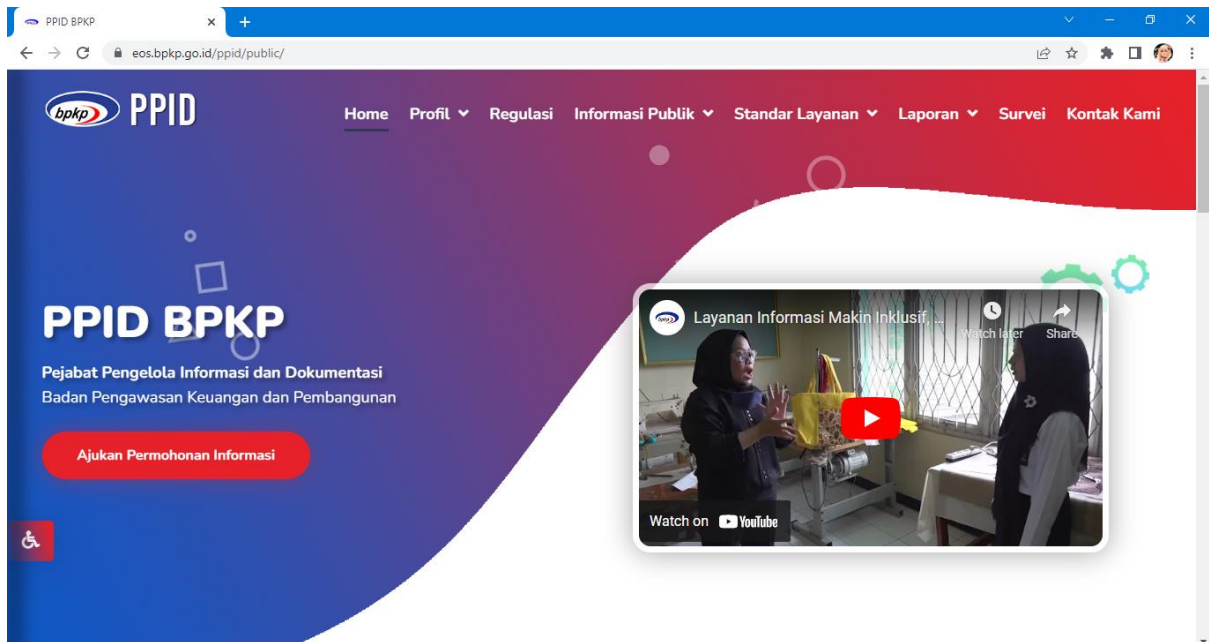 PPID BPKP
eos.bpkp.go.id/ppid/public/
bpkp PPID
Home Profil Regulasi Informasi Publik Standar Layanan Laporan Survei Kontak Kami
PPID BPKP
Pejabat Pengelola Informasi dan Dokumentasi
Badan Pengawasan Keuangan dan Pembangunan
Ajukan Permohonan Informasi
bpkp Layanan Informasi Makin Inklusif, ...
Watch later Share
Watch on YouTube